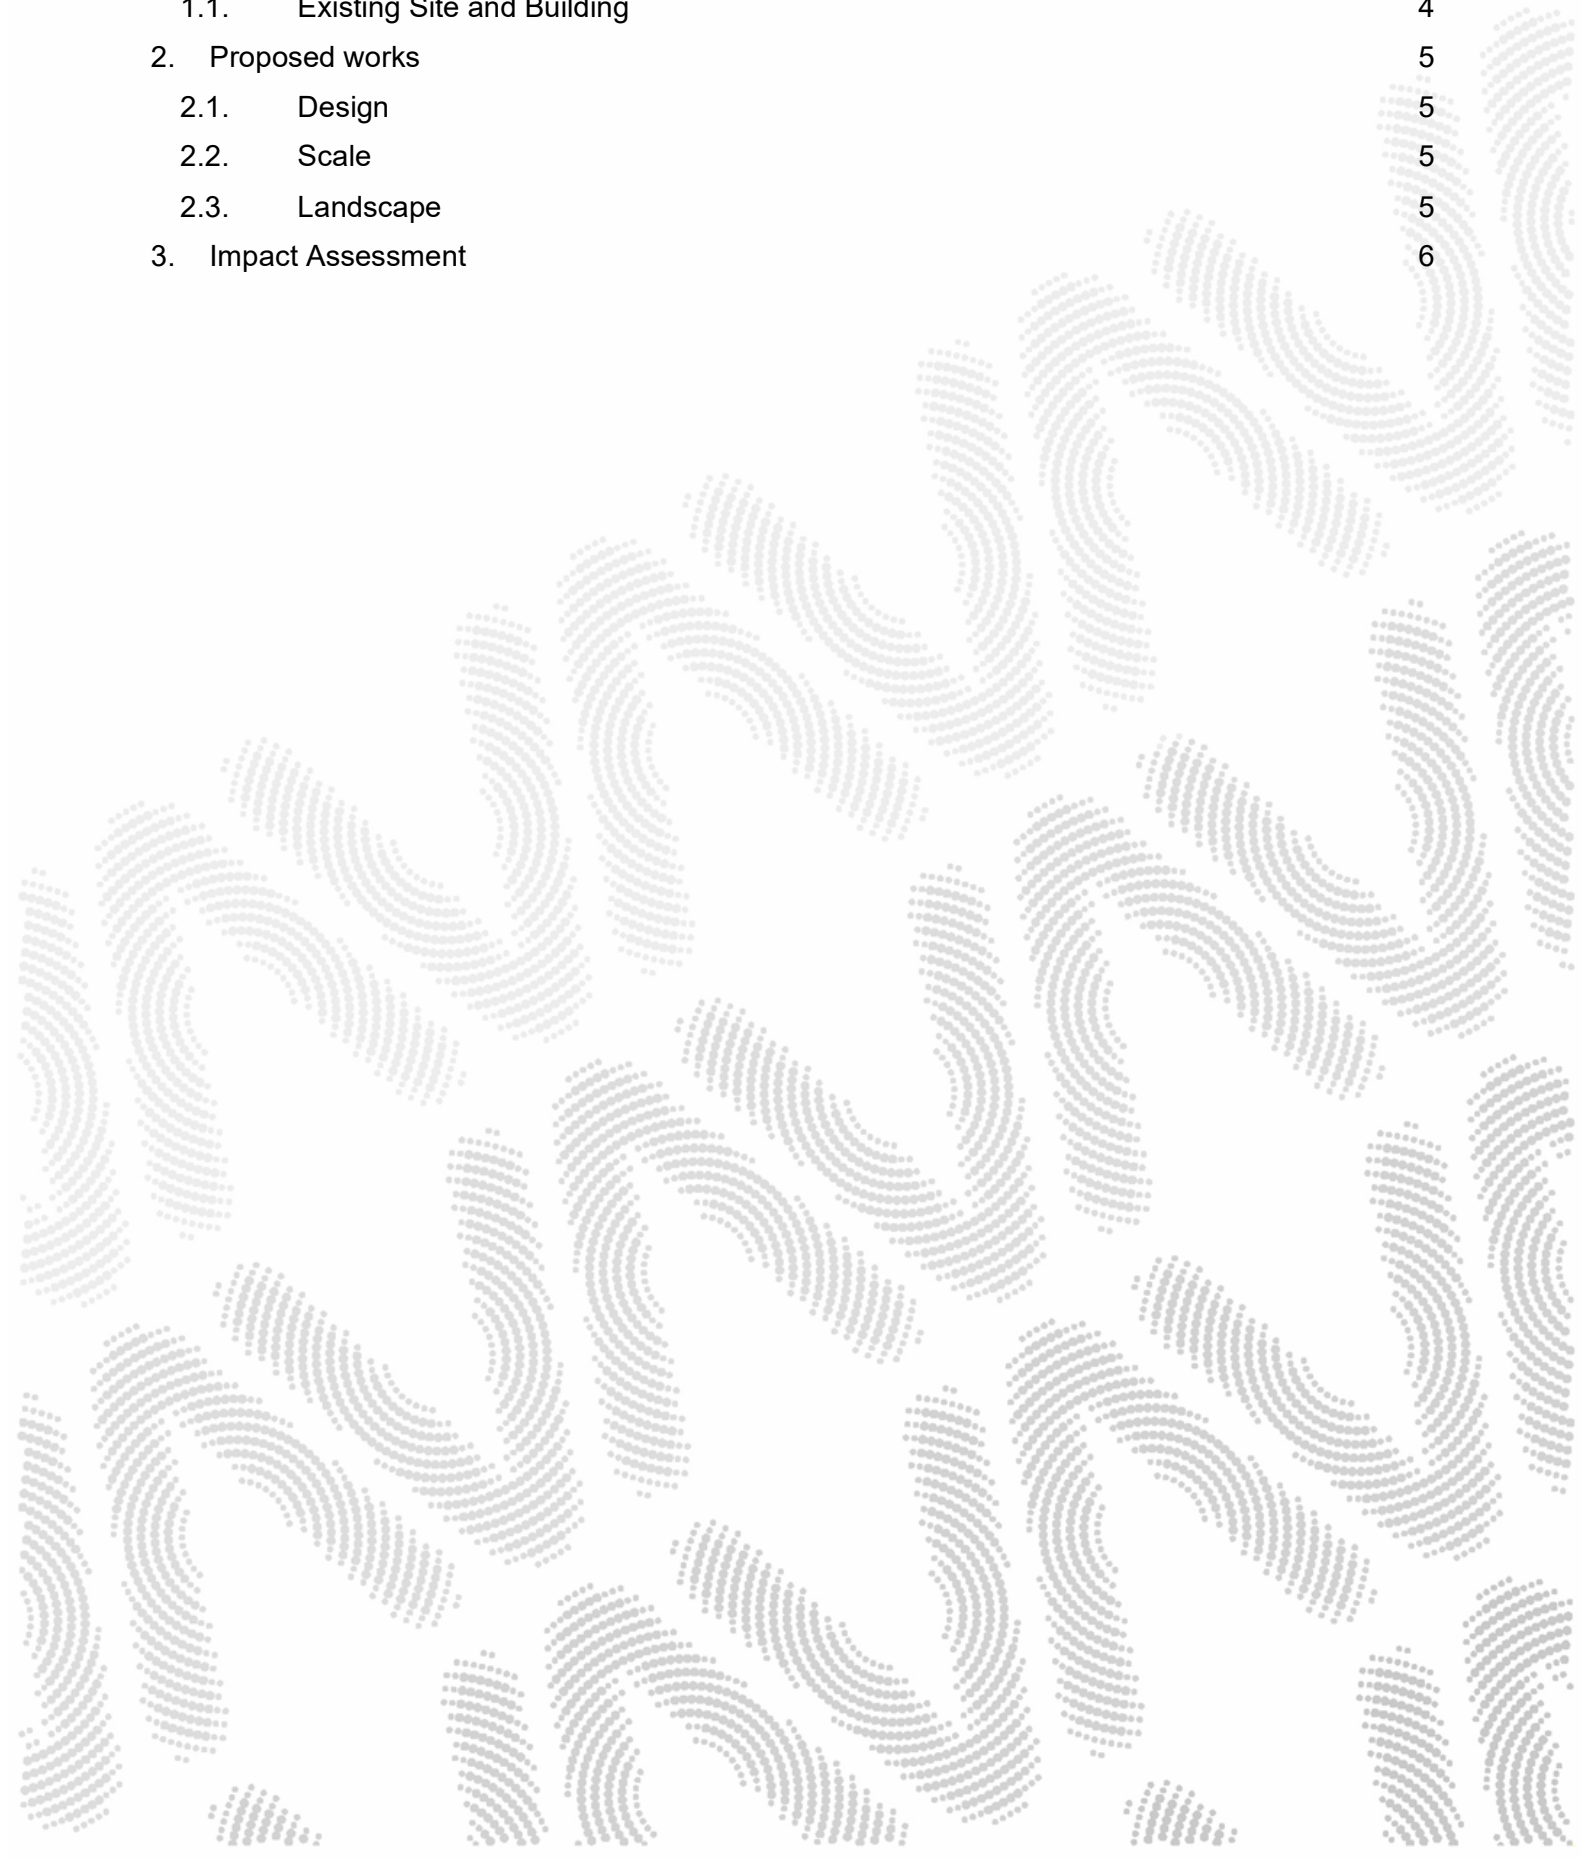 1.1. Existing Site and Building 4
2. Proposed works 5
2.1. Design 5
2.2. Scale 5
2.3. Landscape 5
3. Impact Assessment 6